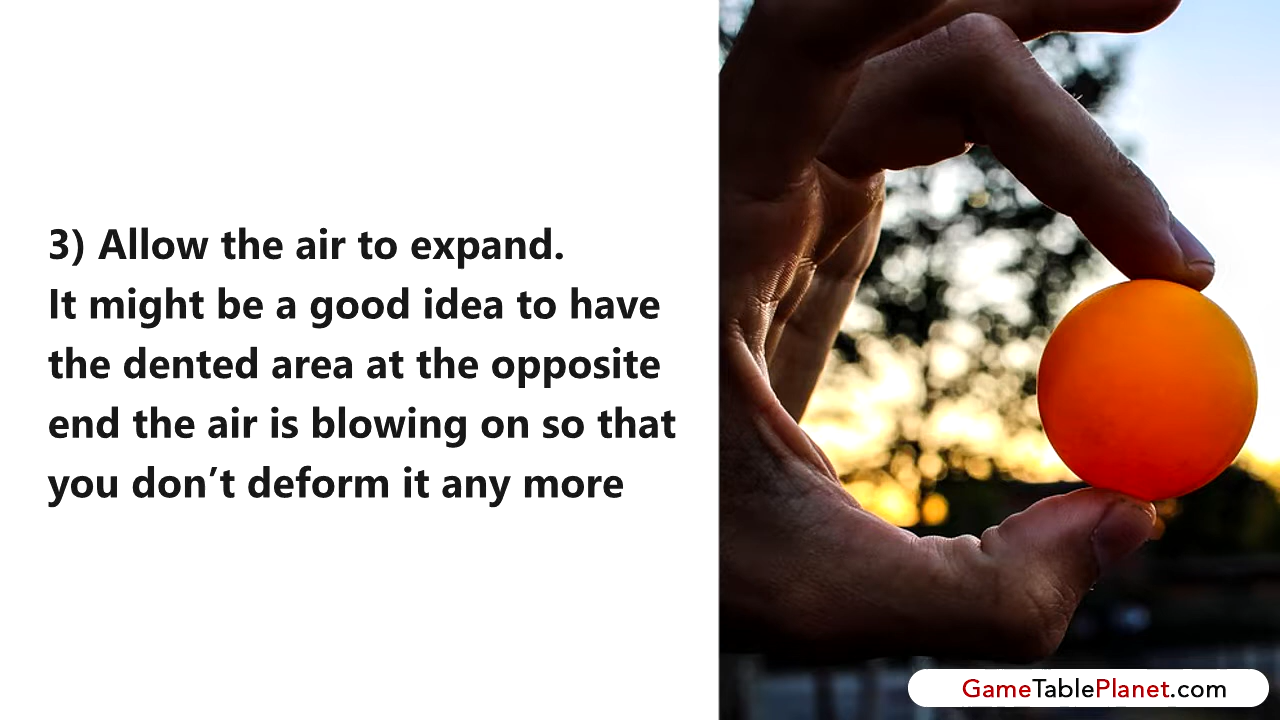 3) Allow the air to expand.
It might be a good idea to have
the dented area at the opposite
end the air is blowing on so that
you don’t deform it any more
GameTablePlanet.com